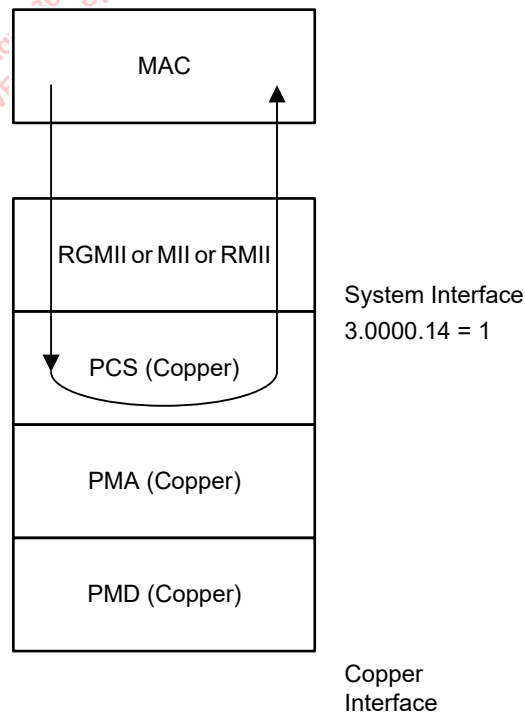 MAC
RGMII or MII or RMII
System Interface
3.0000.14 = 1
PCS (Copper)
PMA (Copper)
PMD (Copper)
Copper
Interface